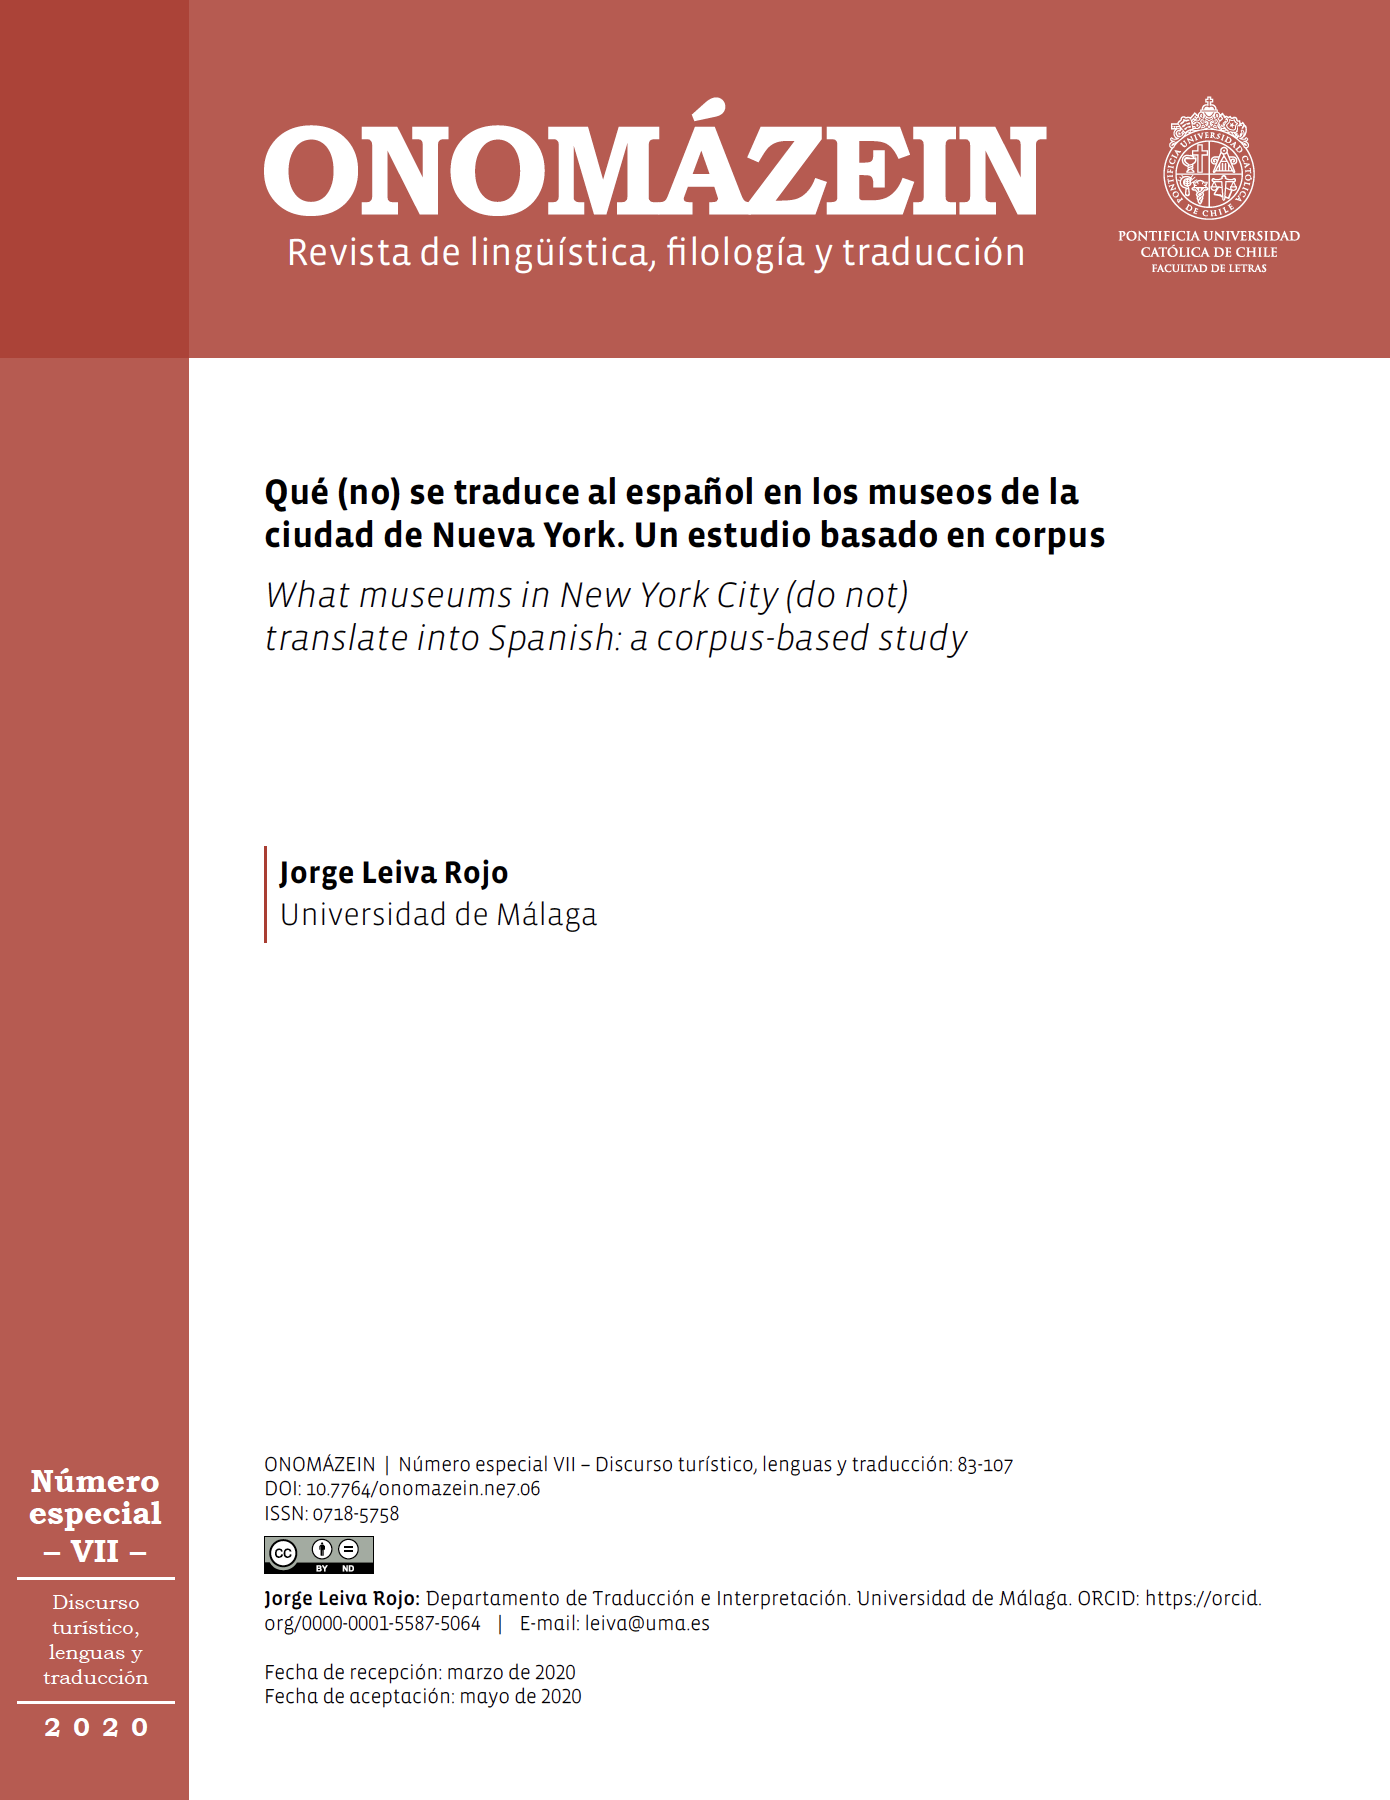 ONOMÁZEIN
Revista de lingüística, filología y traducción
PONTIFICIA UNIVERSIDAD CATÓLICA DE CHILE
PONTIFICIA UNIVERSIDAD
CATÓLICA DE CHILE
FACULTAD DE LETRAS
Qué (no) se traduce al español en los museos de la
ciudad de Nueva York. Un estudio basado en corpus
What museums in New York City (do not)
translate into Spanish: a corpus-based study
Jorge Leiva Rojo
Universidad de Málaga
ONOMÁZEIN | Número especial VII – Discurso turístico, lenguas y traducción: 83-107
DOI: 10.7764/onomazein.ne7.06
ISSN: 0718-5758
CC BY ND
Jorge Leiva Rojo: Departamento de Traducción e Interpretación. Universidad de Málaga. ORCID: https://orcid.
org/0000-0001-5587-5064 | E-mail: leiva@uma.es
Fecha de recepción: marzo de 2020
Fecha de aceptación: mayo de 2020
Número
especial
– VII –
Discurso
turístico,
lenguas y
traducción
2020